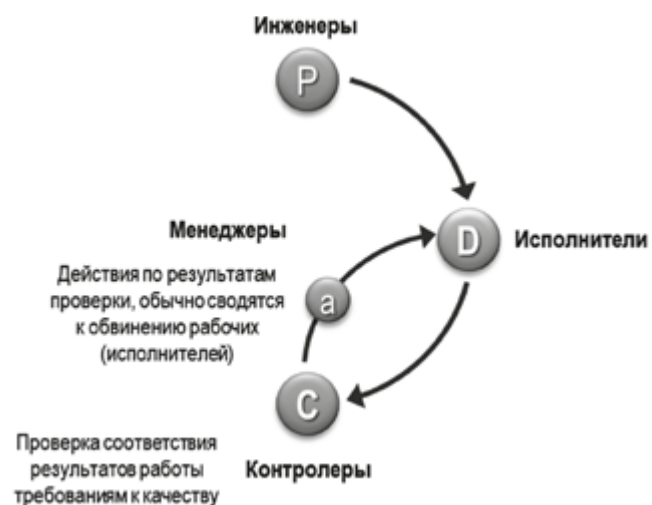 Инженеры
P
Менеджеры
D
Исполнители
Действия по результатам
проверки, обычно сводятся
к обвинению рабочих
(исполнителей)
a
C
Проверка соответствия
результатов работы
требованиям к качеству
Контролеры